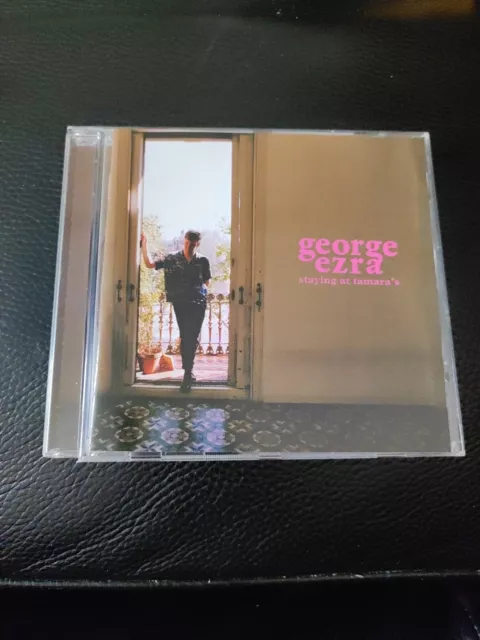 george
ezra
staying at tamara's